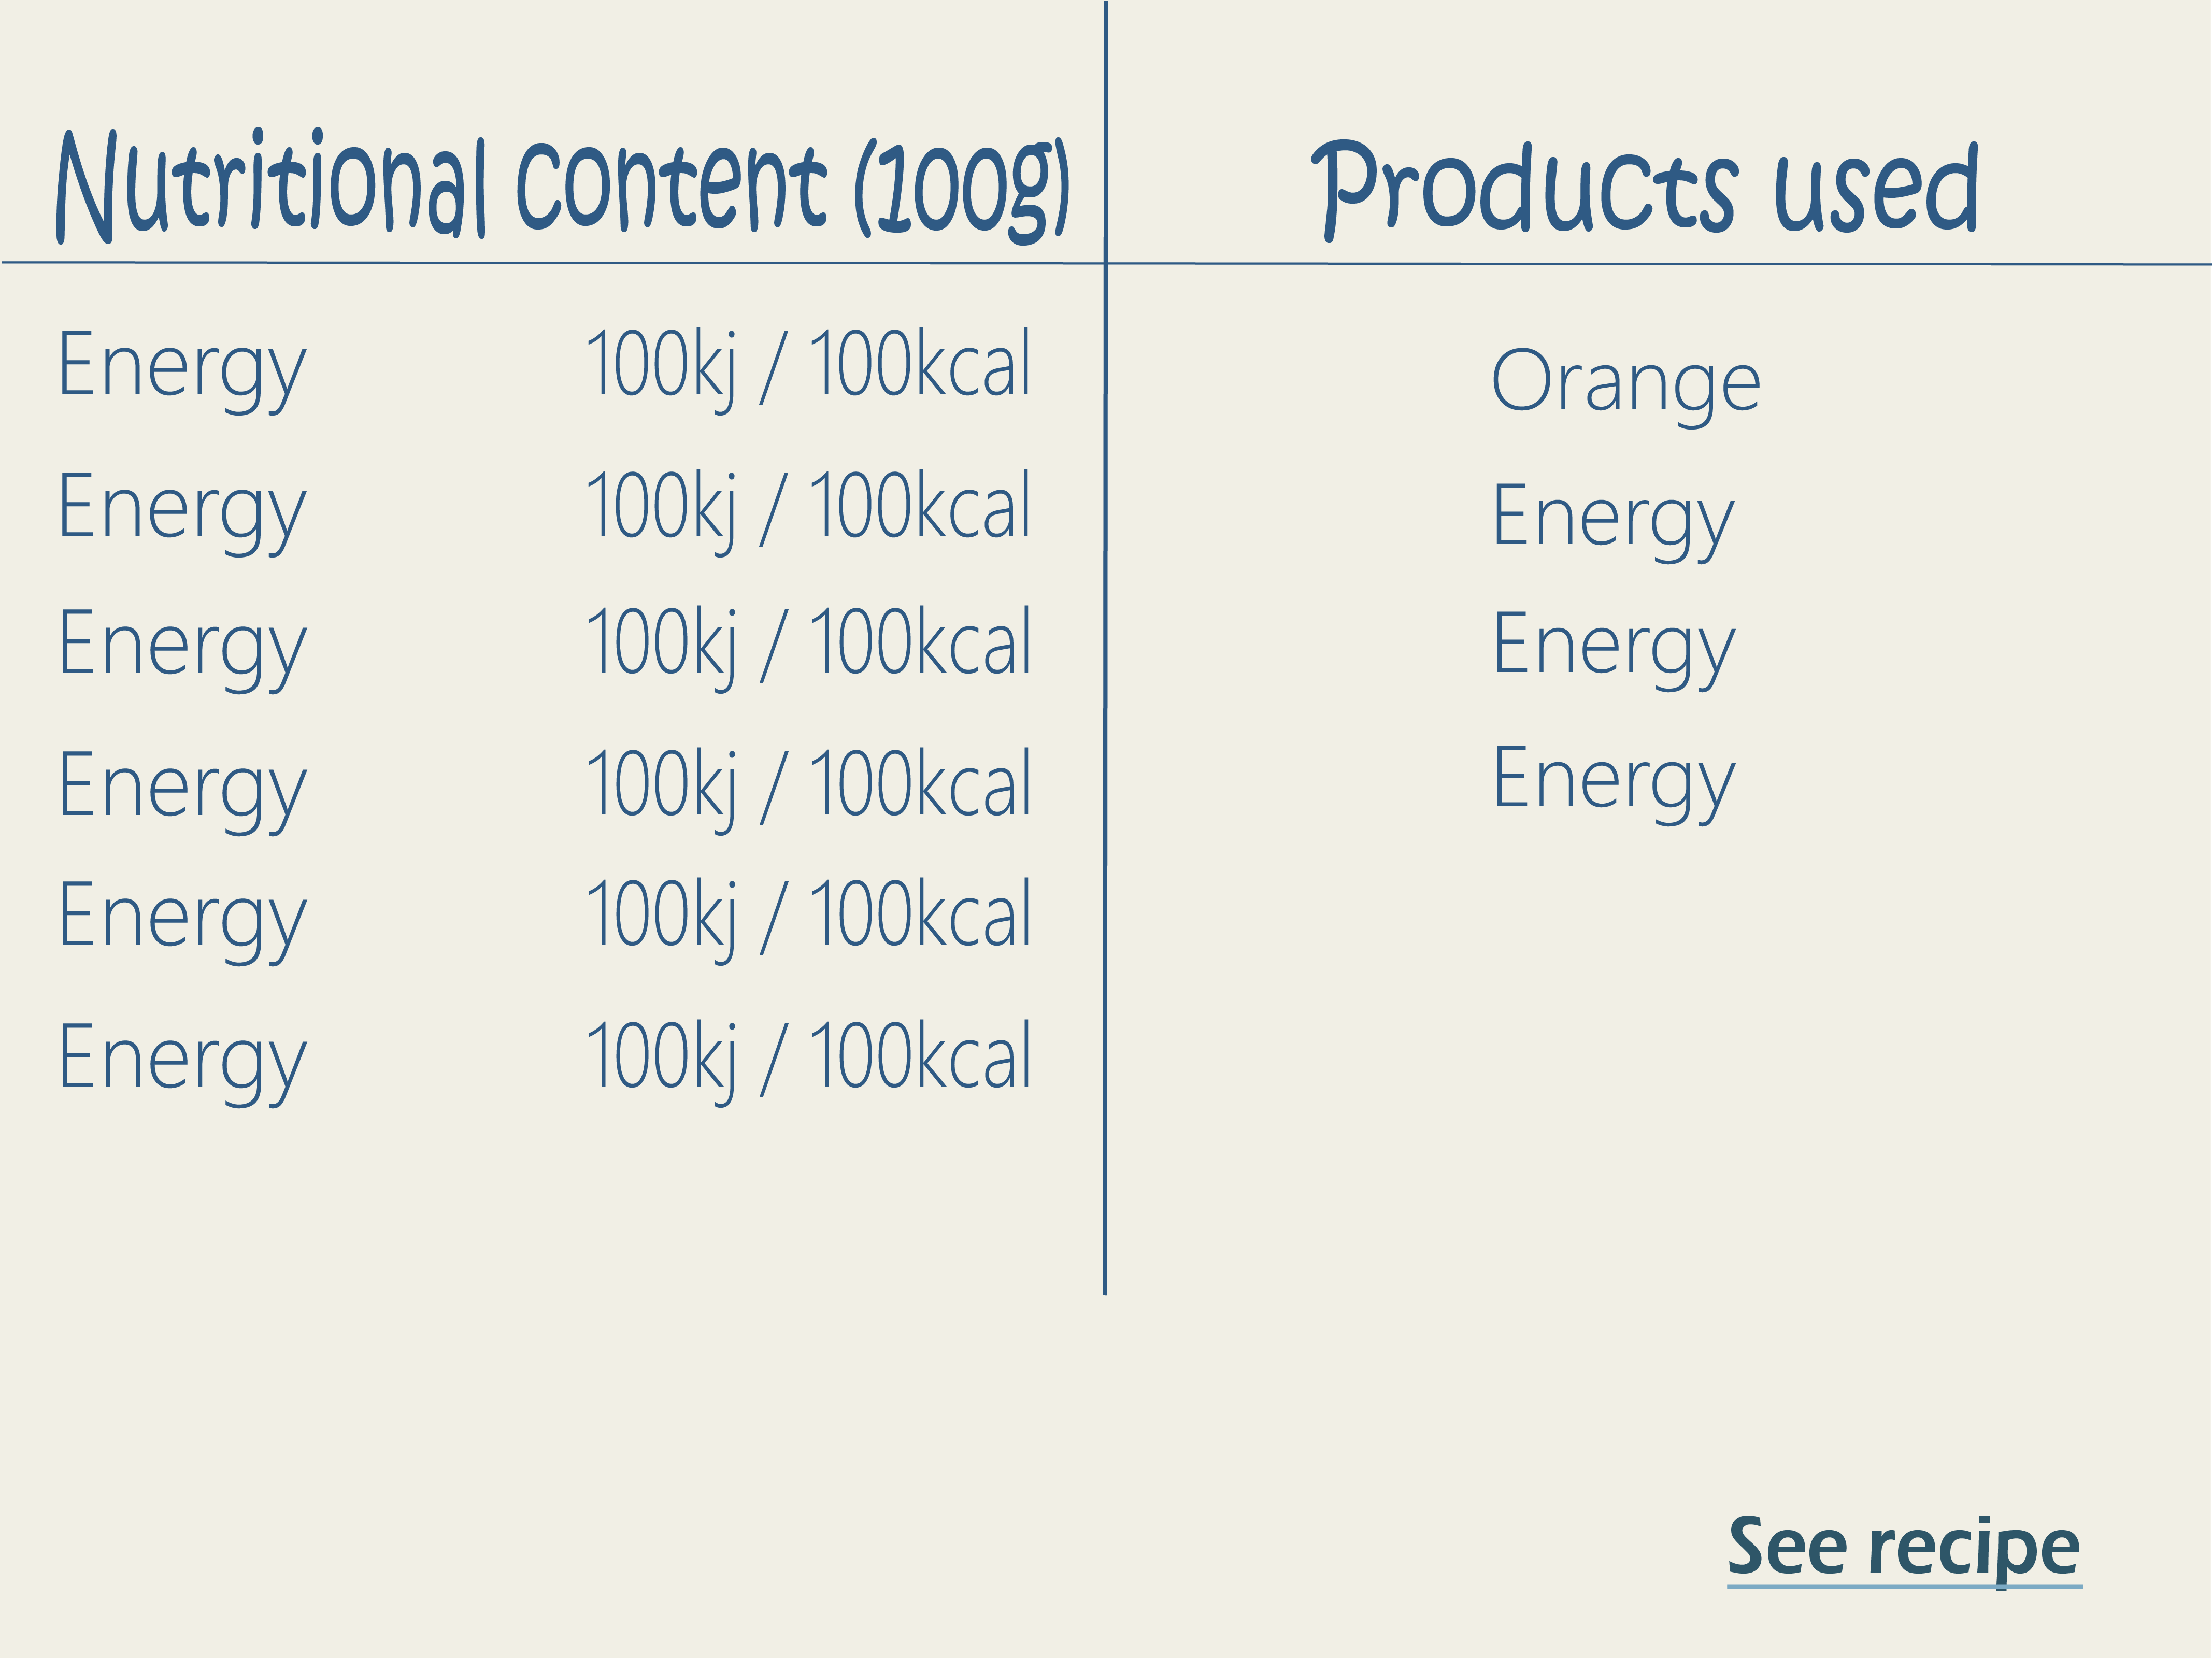 Nutritional content (100g)
Products used
Energy 100kj / 100kcal
Energy 100kj / 100kcal
Energy 100kj / 100kcal
Energy 100kj / 100kcal
Energy 100kj / 100kcal
Energy 100kj / 100kcal
Orange
Energy
Energy
Energy
See recipe